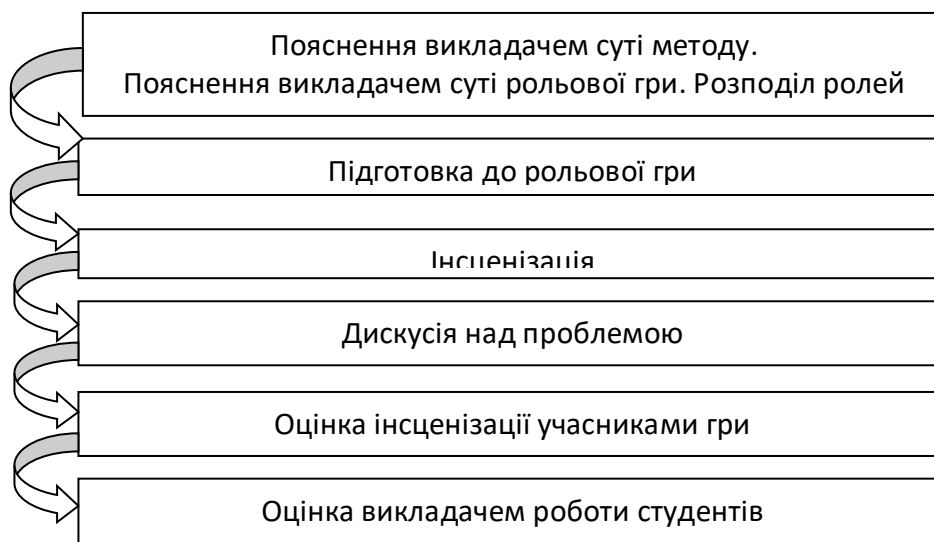 Пояснення викладачем суті методу.
Пояснення викладачем суті рольової гри. Розподіл ролей
Підготовка до рольової гри
Інсценізація
Дискусія над проблемою
Оцінка інсценізації учасниками гри
Оцінка викладачем роботи студентів